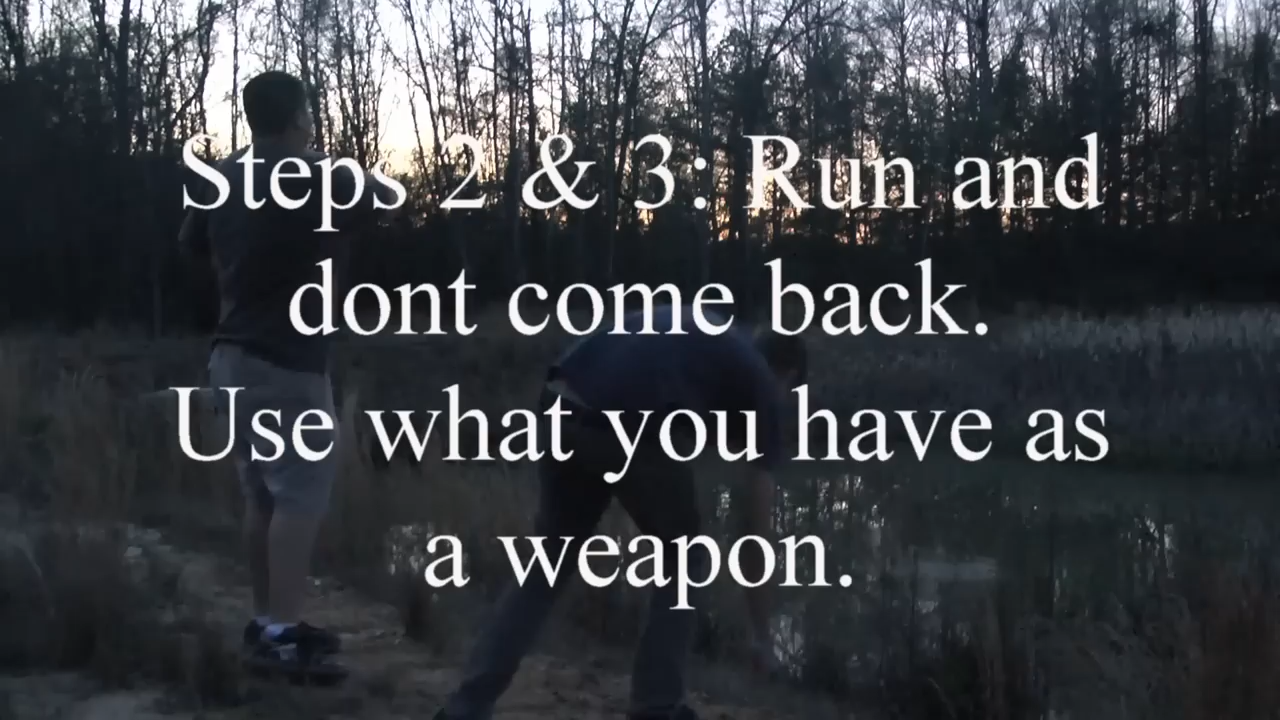 Steps 2 & 3: Run and
dont come back.
Use what you have as
a weapon.